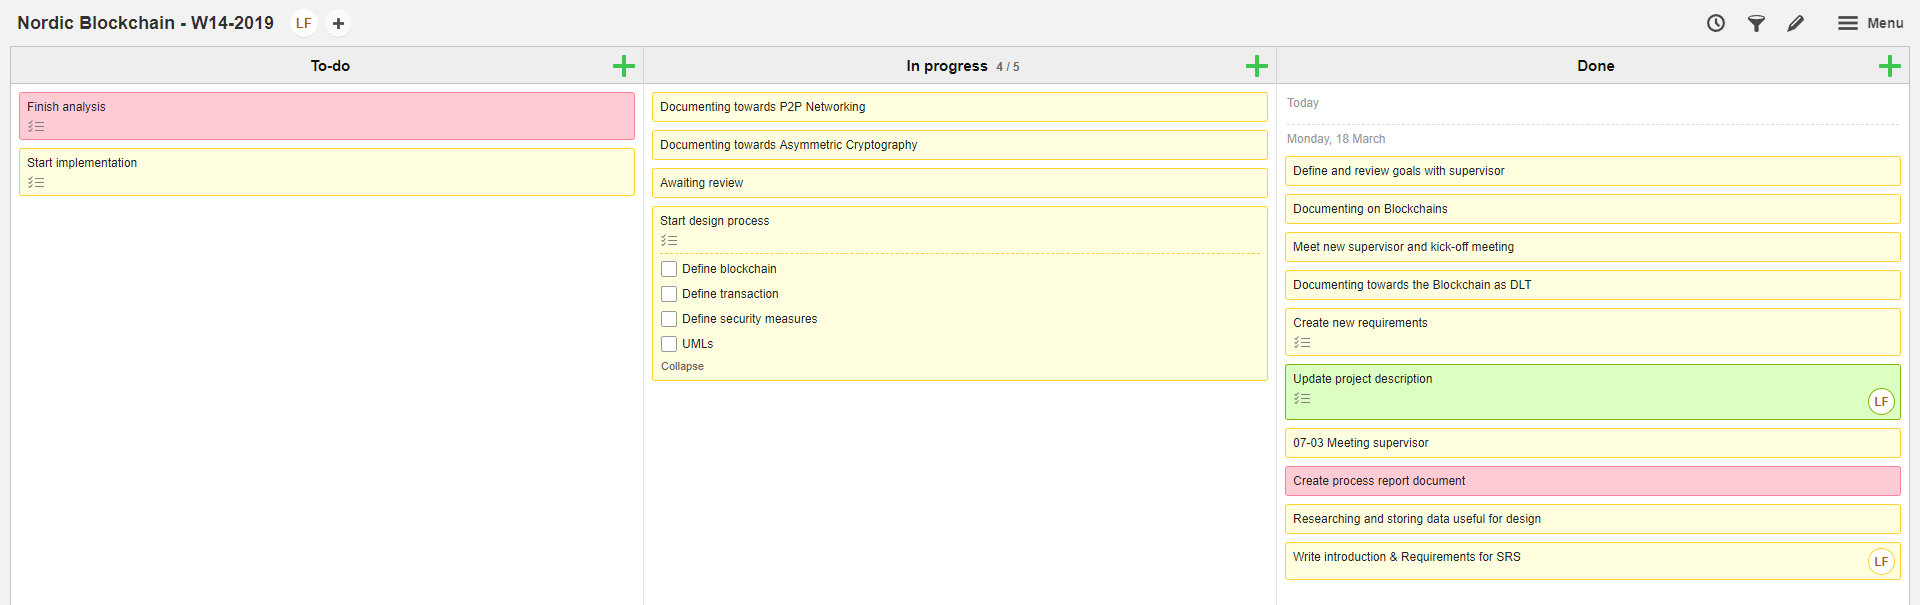 Nordic Blockchain - W14-2019 LF
Menu
To-do
Finish analysis
Start implementation
In progress 4 / 5
Documenting towards P2P Networking
Documenting towards Asymmetric Cryptography
Awaiting review
Start design process
Define blockchain
Define transaction
Define security measures
UMLs
Collapse
Done
Today
Monday, 18 March
Define and review goals with supervisor
Documenting on Blockchains
Meet new supervisor and kick-off meeting
Documenting towards the Blockchain as DLT
Create new requirements
Update project description
LF
07-03 Meeting supervisor
Create process report document
Researching and storing data useful for design
Write introduction & Requirements for SRS
LF